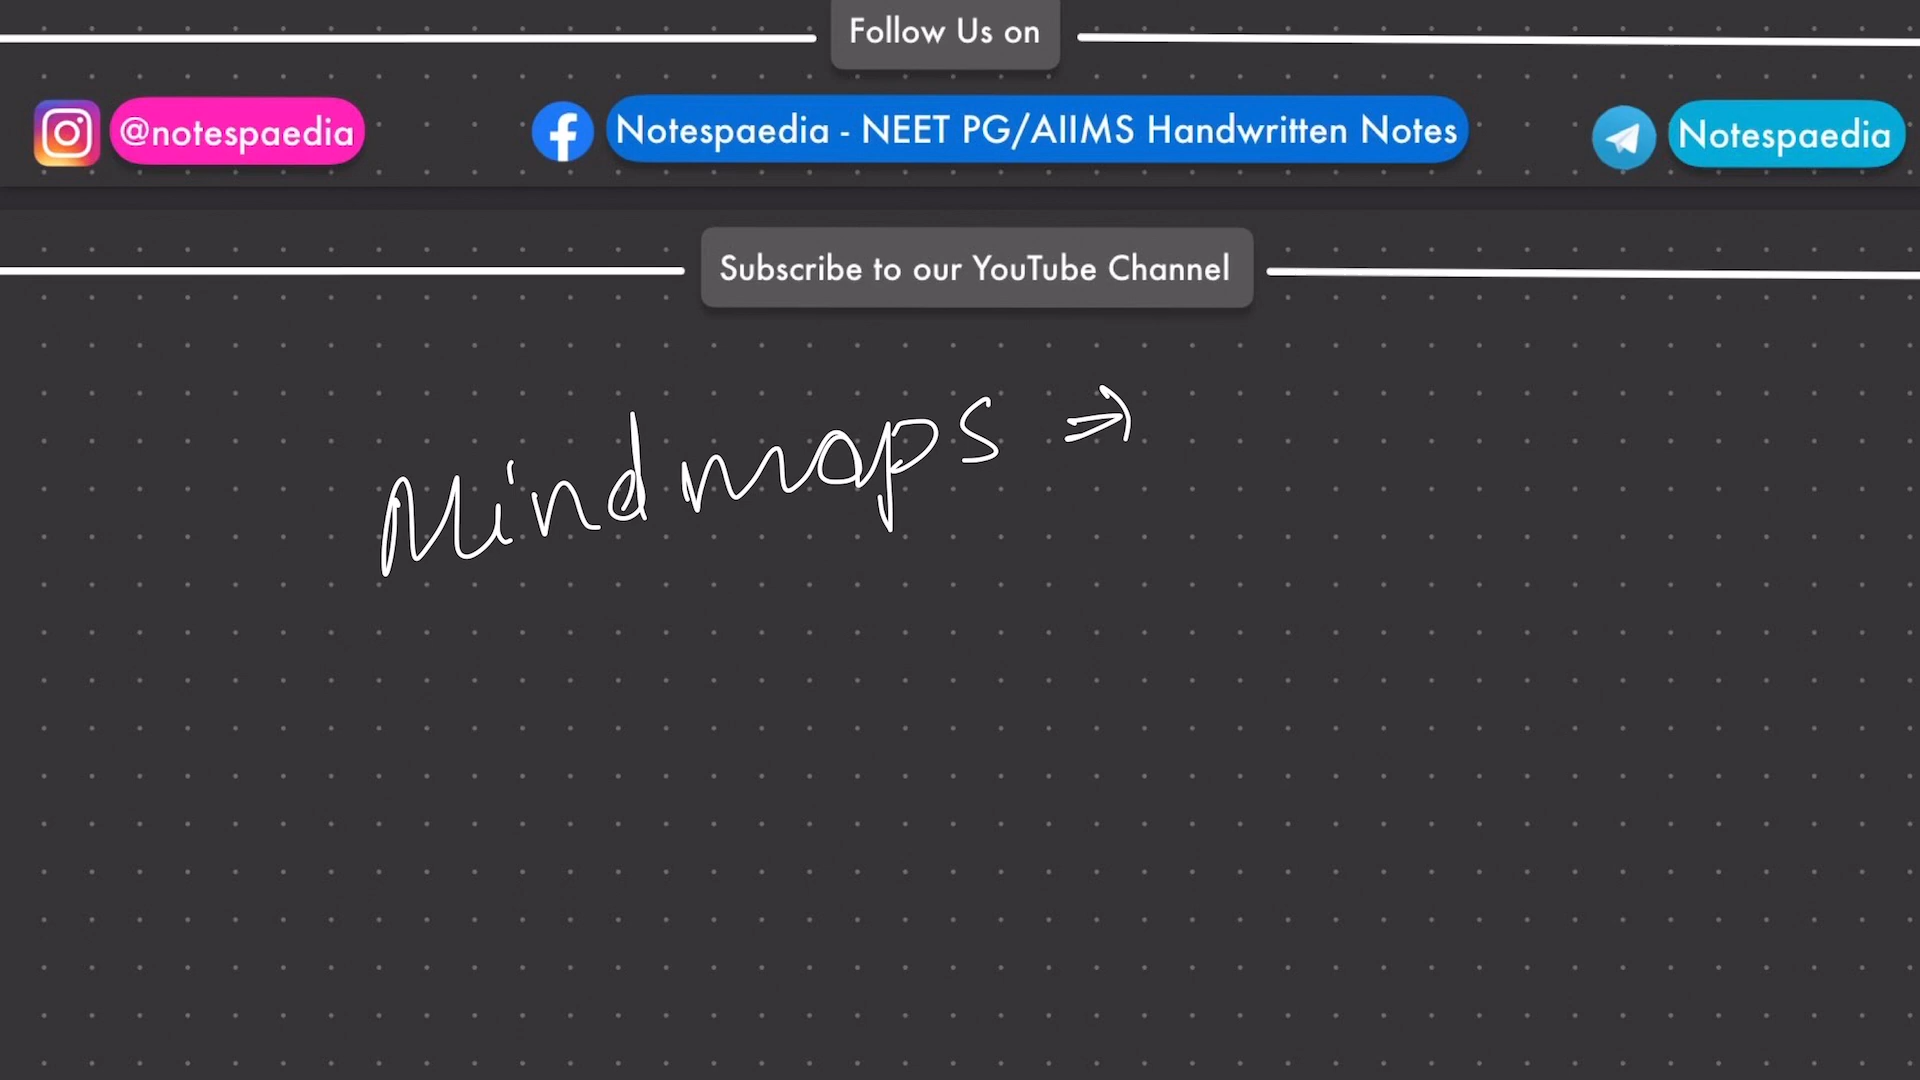 Follow Us on
@notespaedia
Notespaedia - NEET PG/AIIMS Handwritten Notes
Notespaedia
Subscribe to our YouTube Channel
Mindmaps ⇒